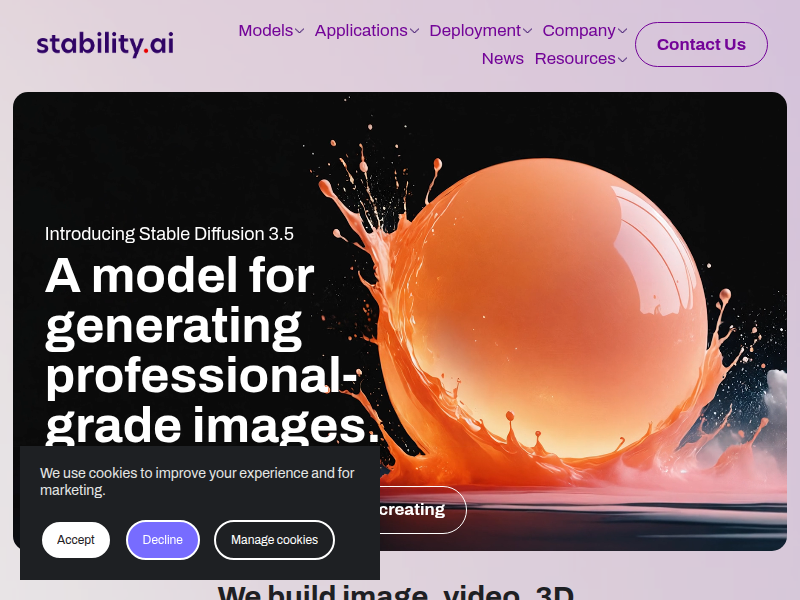 stability.ai
Models Applications Deployment Company
News Resources
Contact Us
Introducing Stable Diffusion 3.5
A model for
generating
professional-
grade images.
creating
We use cookies to improve your experience and for
marketing.
Accept Decline Manage cookies
We build image, video, 3D